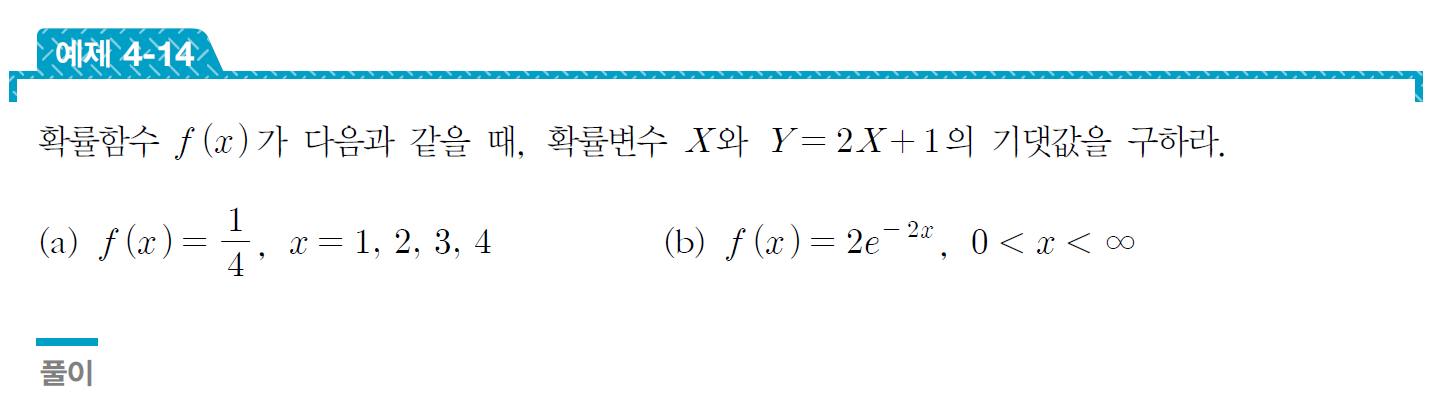 예제 4-14
확률함수 f(x)가 다음과 같을 때, 확률변수 X와 Y=2X+1의 기댓값을 구하라.
(a) f(x)=1/4, x=1, 2, 3, 4 (b) f(x)=2e^{-2x}, 0<x<∞
풀이